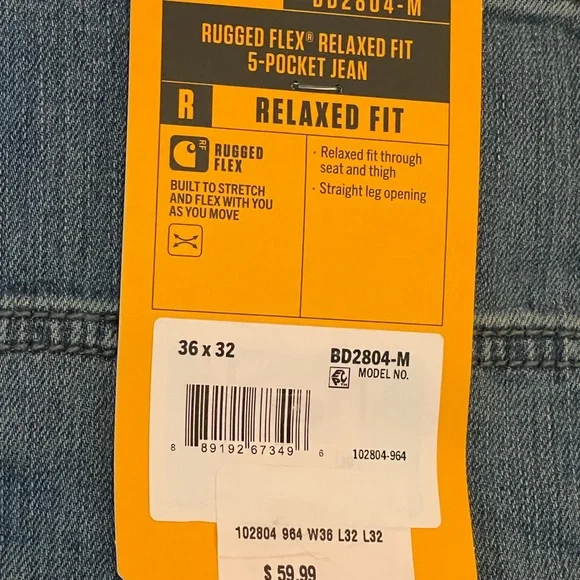 BD2804-M
RUGGED FLEX® RELAXED FIT
5-POCKET JEAN
R RELAXED FIT
RF
RUGGED
FLEX
BUILT TO STRETCH
AND FLEX WITH YOU
AS YOU MOVE
· Relaxed fit through
seat and thigh
· Straight leg opening
36 x 32 BD2804-M
MODEL NO.
8 89192 67349 6 102804-964
102804 964 W36 L32 L32
$ 59.99